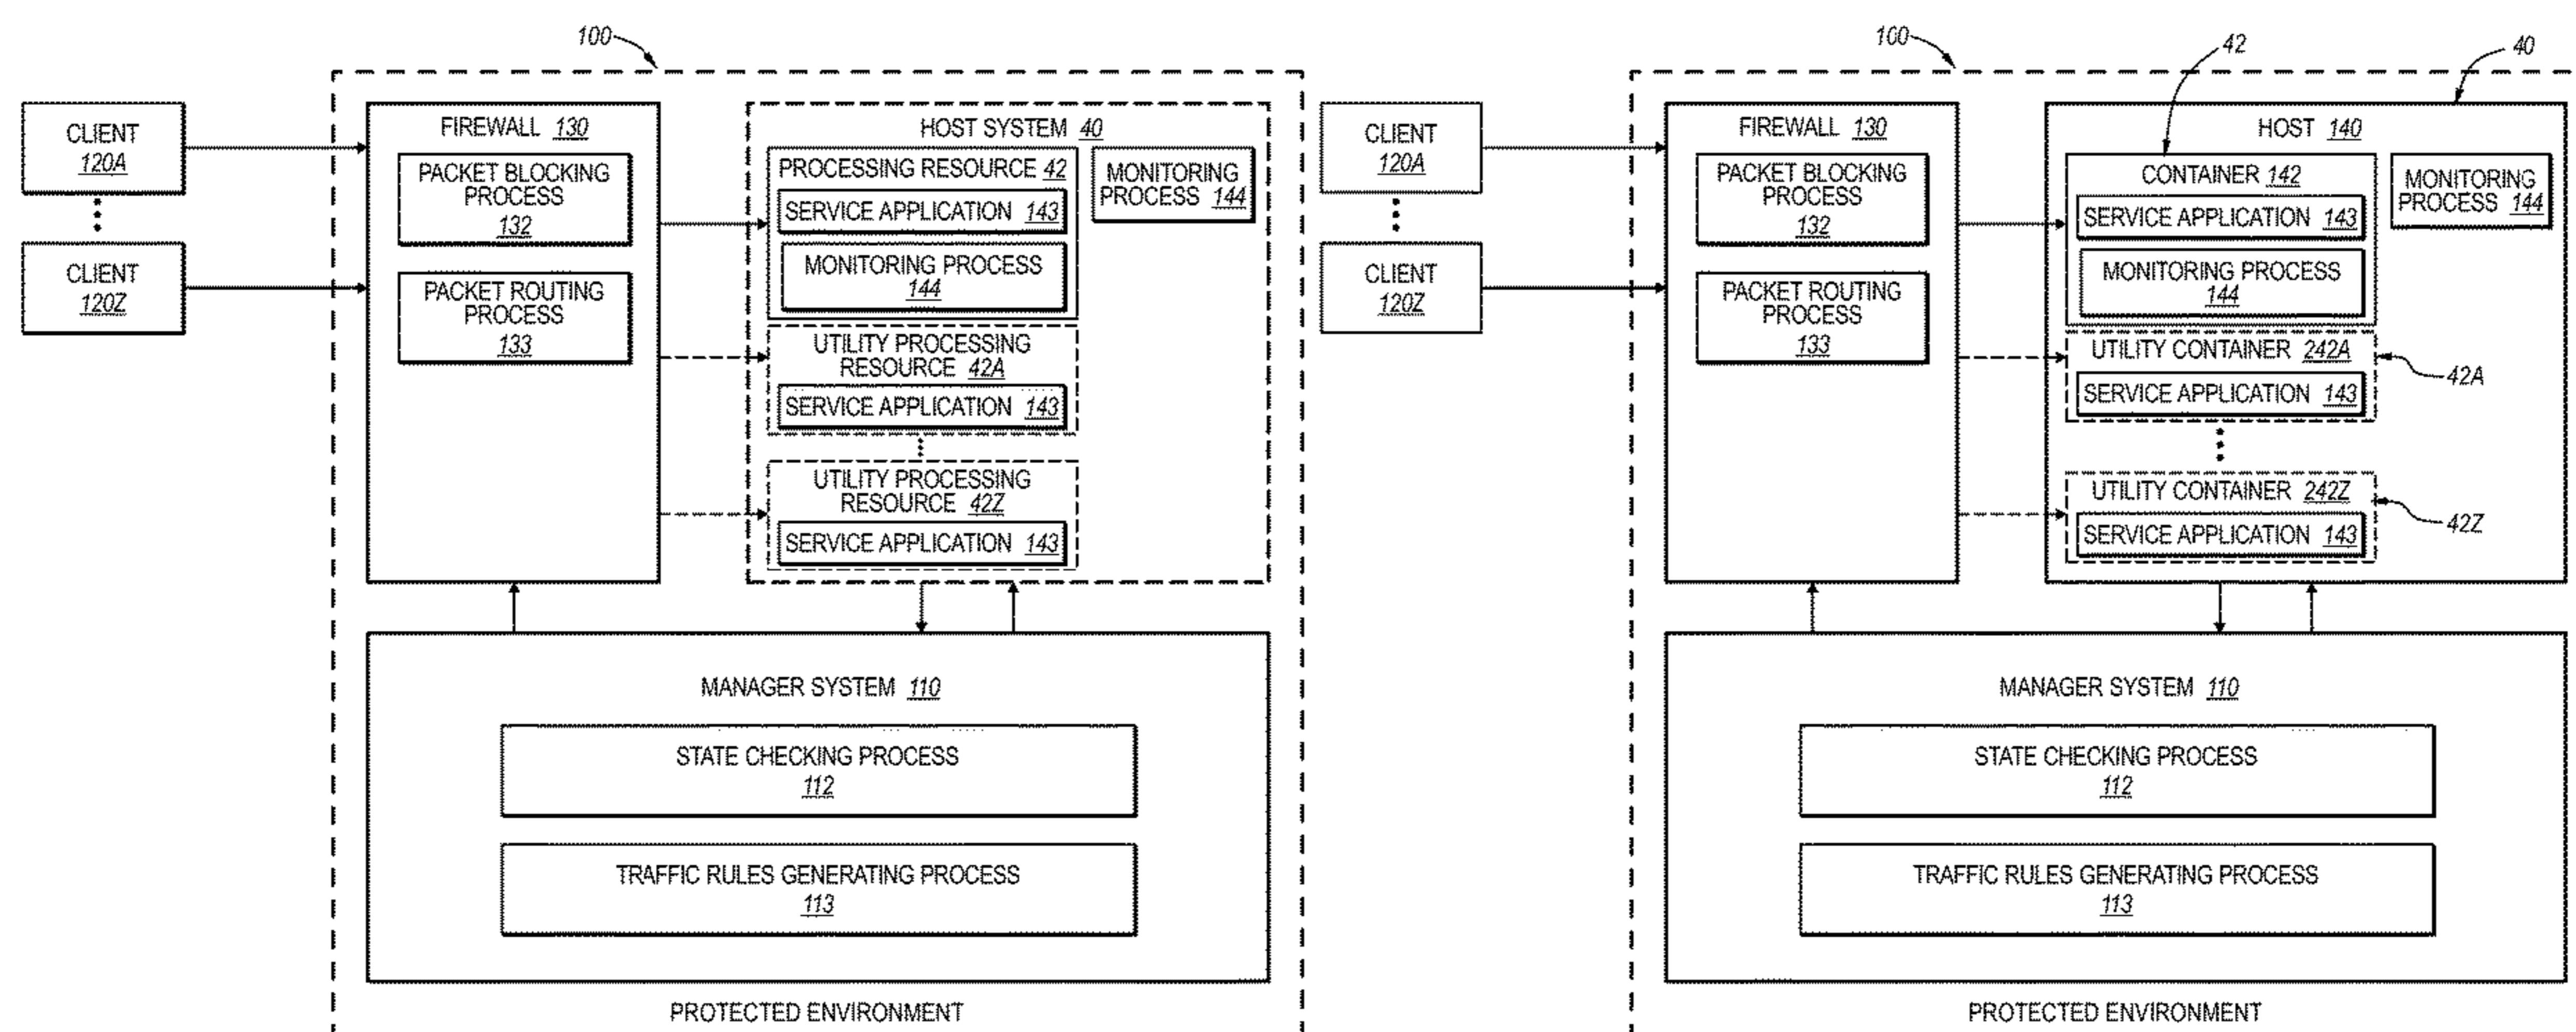 100
CLIENT
120A
CLIENT
120Z
FIREWALL 130
PACKET BLOCKING
PROCESS
132
PACKET ROUTING
PROCESS
133
HOST SYSTEM 40
PROCESSING RESOURCE 42
SERVICE APPLICATION 143
MONITORING PROCESS
144
MONITORING
PROCESS 144
UTILITY PROCESSING
RESOURCE 42A
SERVICE APPLICATION 143
UTILITY PROCESSING
RESOURCE 42Z
SERVICE APPLICATION 143
MANAGER SYSTEM 110
STATE CHECKING PROCESS
112
TRAFFIC RULES GENERATING PROCESS
113
PROTECTED ENVIRONMENT
100
42
40
CLIENT
120A
CLIENT
120Z
FIREWALL 130
PACKET BLOCKING
PROCESS
132
PACKET ROUTING
PROCESS
133
HOST 140
CONTAINER 142
SERVICE APPLICATION 143
MONITORING PROCESS
144
MONITORING
PROCESS 144
UTILITY CONTAINER 242A
SERVICE APPLICATION 143
42A
UTILITY CONTAINER 242Z
SERVICE APPLICATION 143
42Z
MANAGER SYSTEM 110
STATE CHECKING PROCESS
112
TRAFFIC RULES GENERATING PROCESS
113
PROTECTED ENVIRONMENT